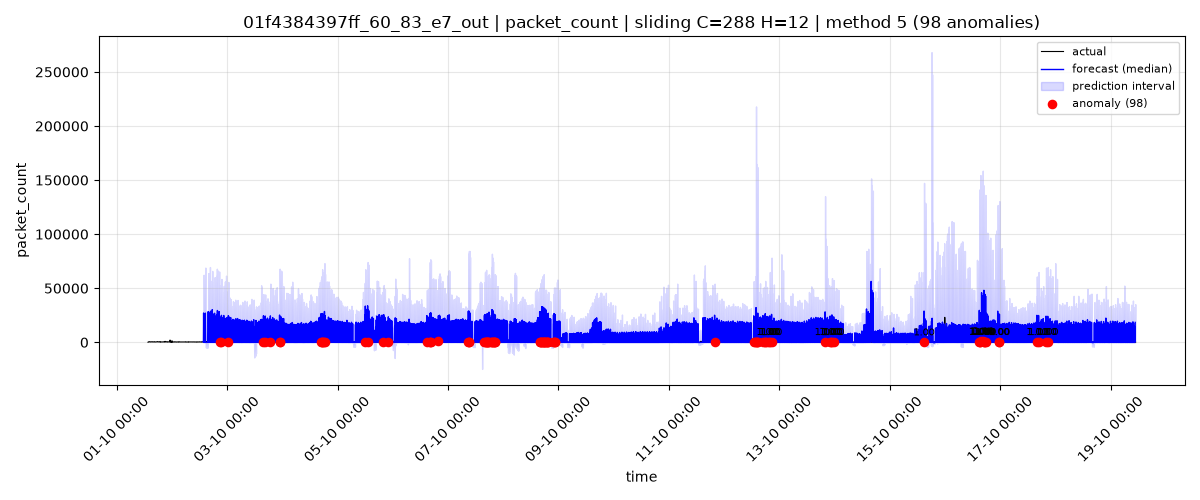 01f4384397ff_60_83_e7_out | packet_count | sliding C=288 H=12 | method 5 (98 anomalies)
actual
forecast (median)
prediction interval
anomaly (98)
packet_count
250000
200000
150000
100000
50000
0
01-10 00:00
03-10 00:00
05-10 00:00
07-10 00:00
09-10 00:00
11-10 00:00
13-10 00:00
15-10 00:00
17-10 00:00
19-10 00:00
time